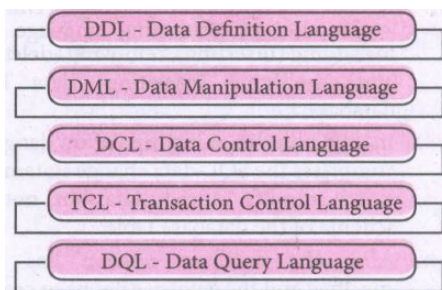 DDL - Data Definition Language
DML - Data Manipulation Language
DCL - Data Control Language
TCL - Transaction Control Language
DQL - Data Query Language